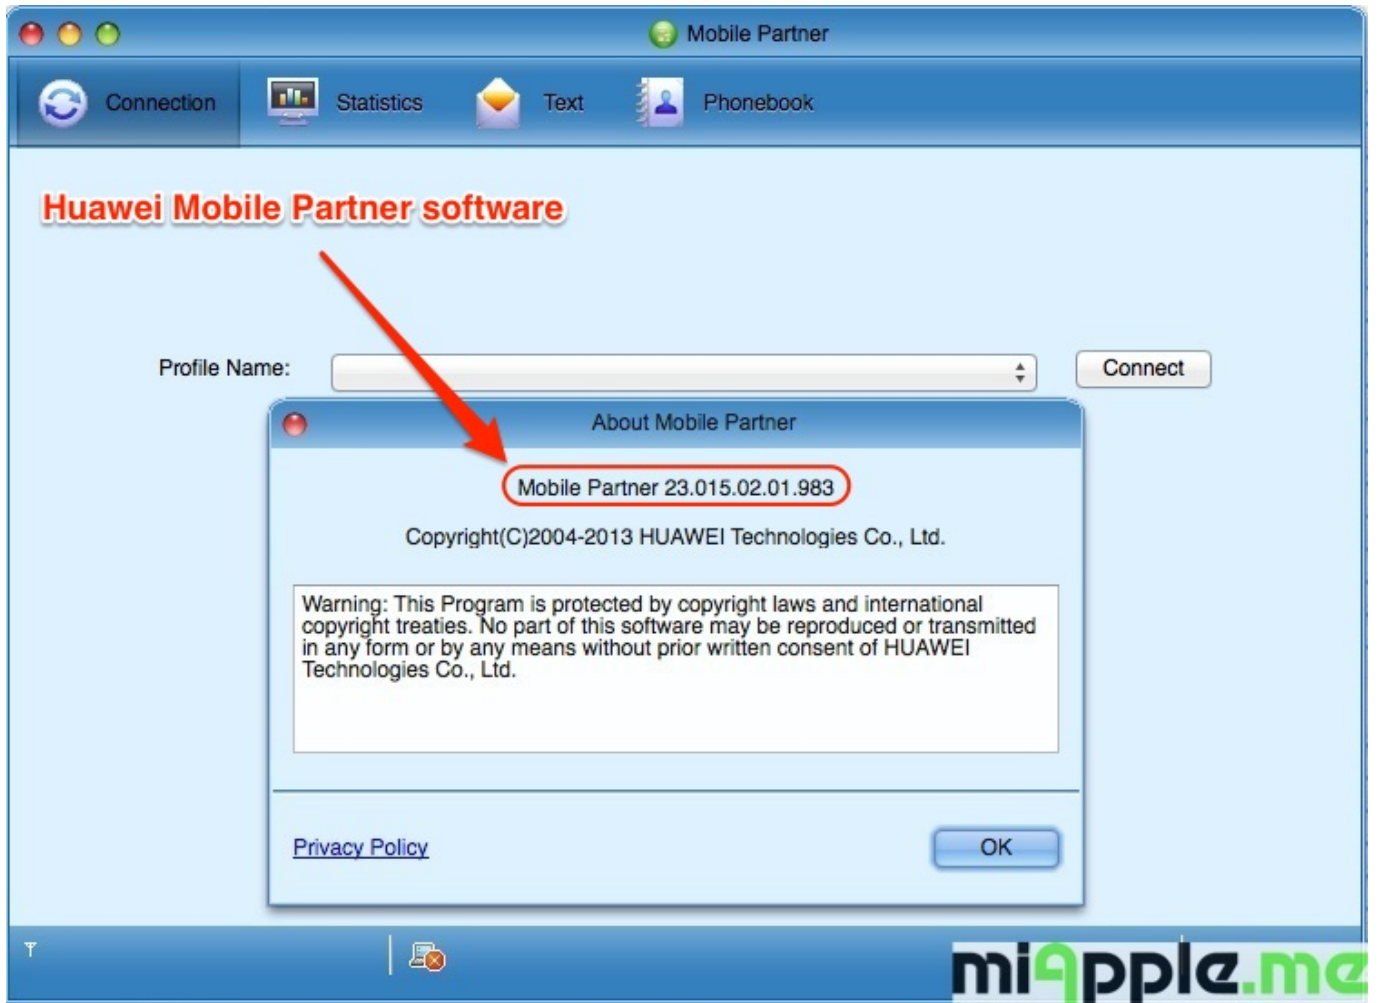 Mobile Partner
Connection Statistics Text Phonebook
Huawei Mobile Partner software
Profile Name: Connect
About Mobile Partner
Mobile Partner 23.015.02.01.983
Copyright(C)2004-2013 HUAWEI Technologies Co., Ltd.
Warning: This Program is protected by copyright laws and international
copyright treaties. No part of this software may be reproduced or transmitted
in any form or by any means without prior written consent of HUAWEI
Technologies Co., Ltd.
Privacy Policy OK
miapple.me